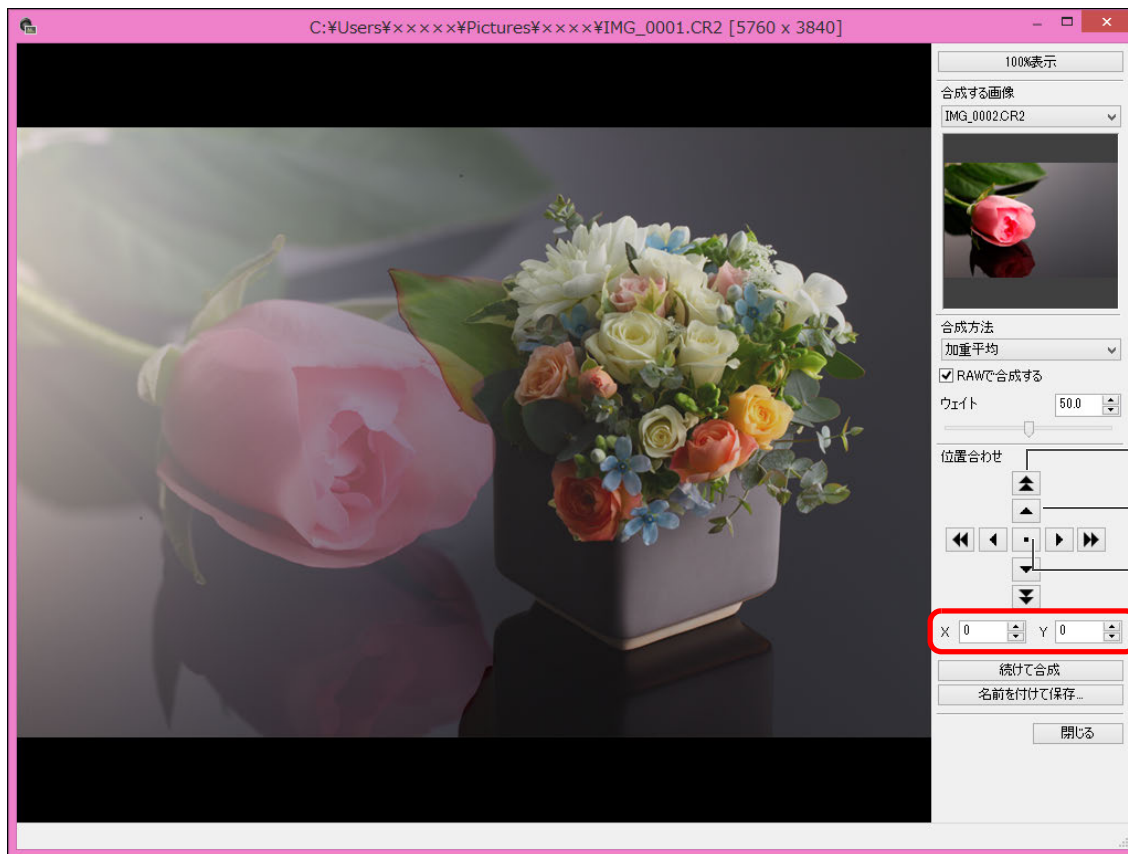 C:¥Users¥×××××¥Pictures¥××××¥IMG_0001.CR2 [5760 x 3840]
100%表示
合成する画像
IMG_0002.CR2
合成方法
加重平均
RAWで合成する
ウェイト 50.0
位置合わせ
X 0 Y 0
続けて合成
名前を付けて保存...
閉じる